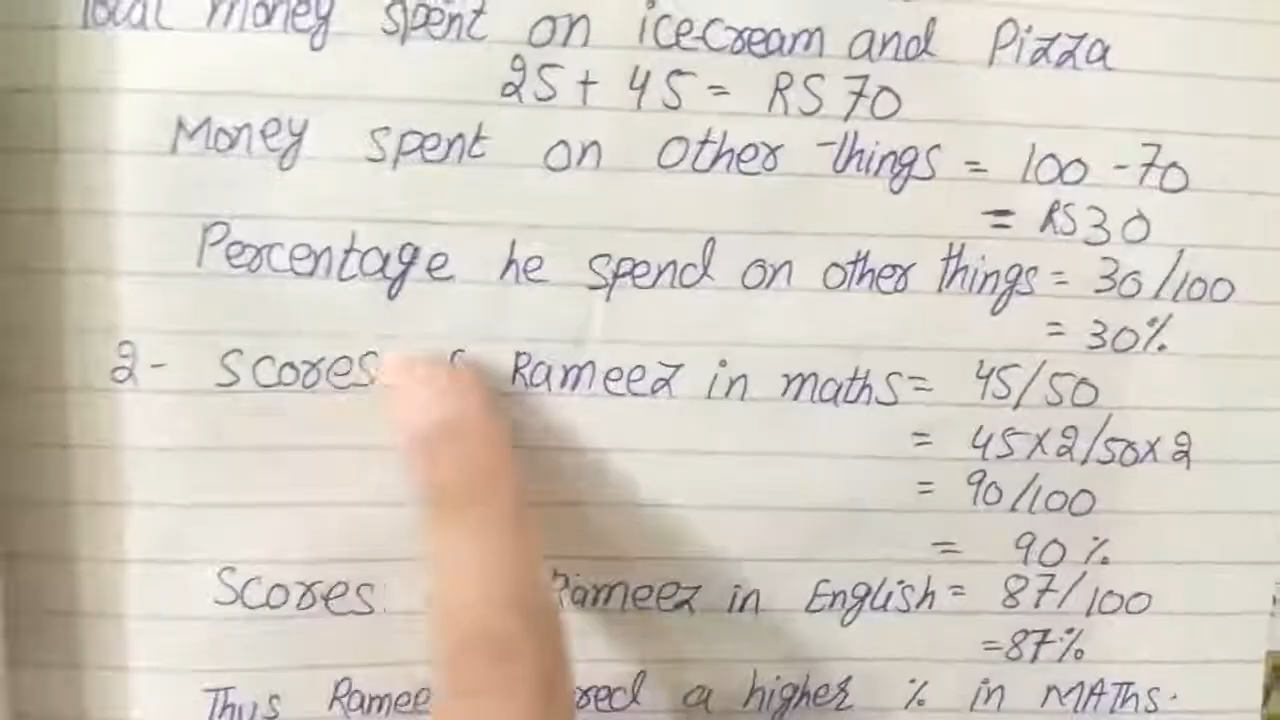 Total money spent on icecream and Pizza
25 + 45 = RS 70
Money spent on other things = 100 - 70
= RS 30
Percentage he spend on other things = 30/100
= 30%
2- Scores Rameez in maths = 45/50
= 45x2/50x2
= 90/100
= 90%
Scores Rameez in English = 87/100
= 87%
Thus a higher % in MATHS.